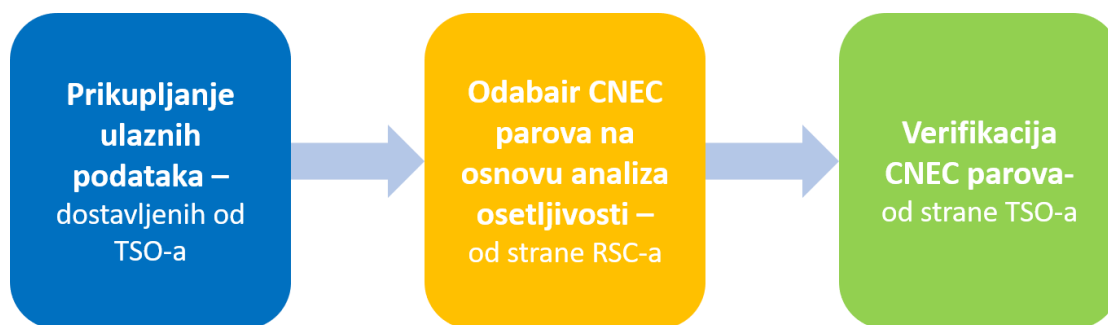 Prikupljanje
ulaznih
podataka –
dostavljenih od
TSO-a
Odabair CNEC
parova na
osnovu analiza
osetljivosti –
od strane RSC-a
Verifikacija
CNEC parova-
od strane TSO-a